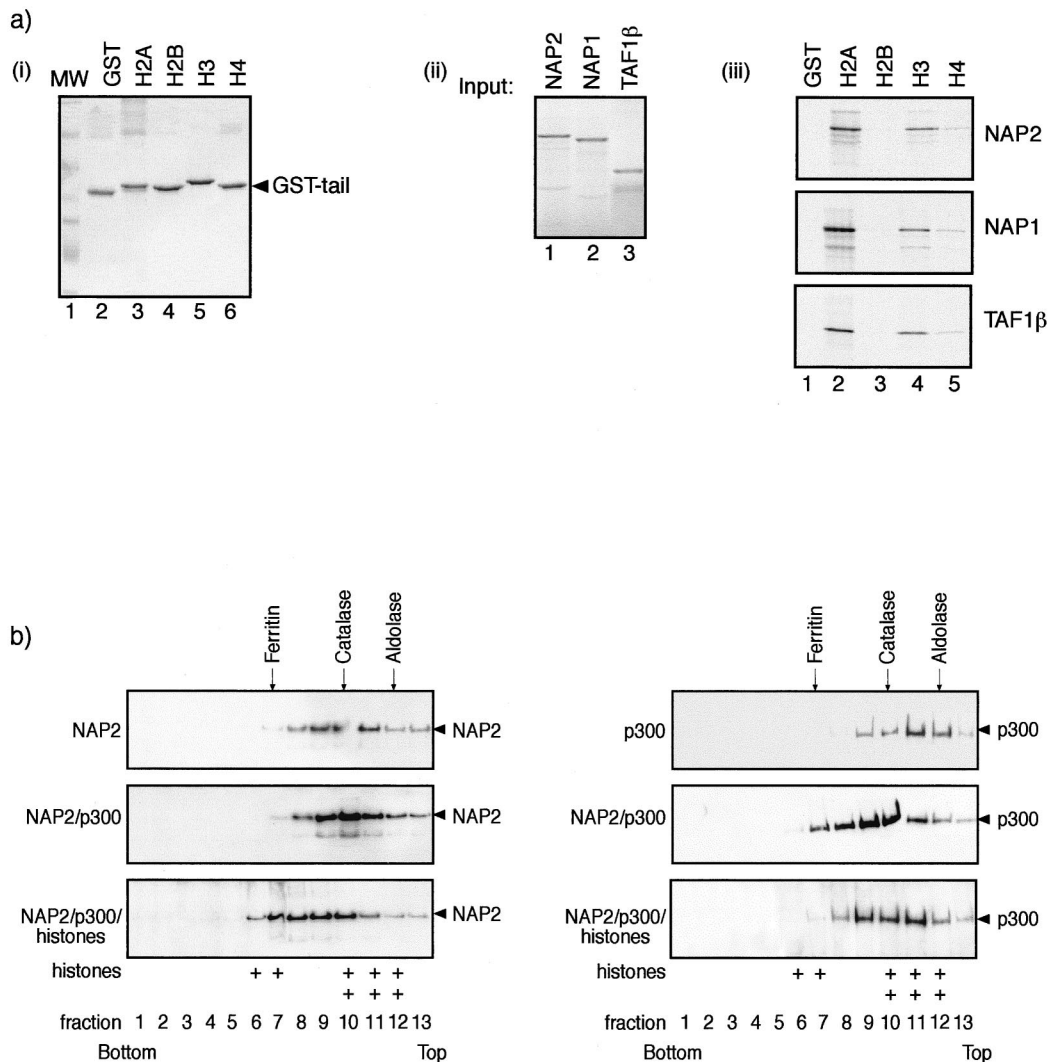 a)
(i)
MW GST H2A H2B H3 H4
GST-tail
1 2 3 4 5 6
(ii)
Input: NAP2 NAP1 TAF1β
1 2 3
(iii)
GST H2A H2B H3 H4
NAP2
NAP1
TAF1β
1 2 3 4 5
b)
Ferritin Catalase Aldolase
NAP2 NAP2
NAP2/p300 NAP2
NAP2/p300/ NAP2
histones
histones + + + + +
+ + +
fraction 1 2 3 4 5 6 7 8 9 10 11 12 13
Bottom Top
Ferritin Catalase Aldolase
p300 p300
NAP2/p300 p300
NAP2/p300/ p300
histones
histones + + + + +
+ + +
fraction 1 2 3 4 5 6 7 8 9 10 11 12 13
Bottom Top